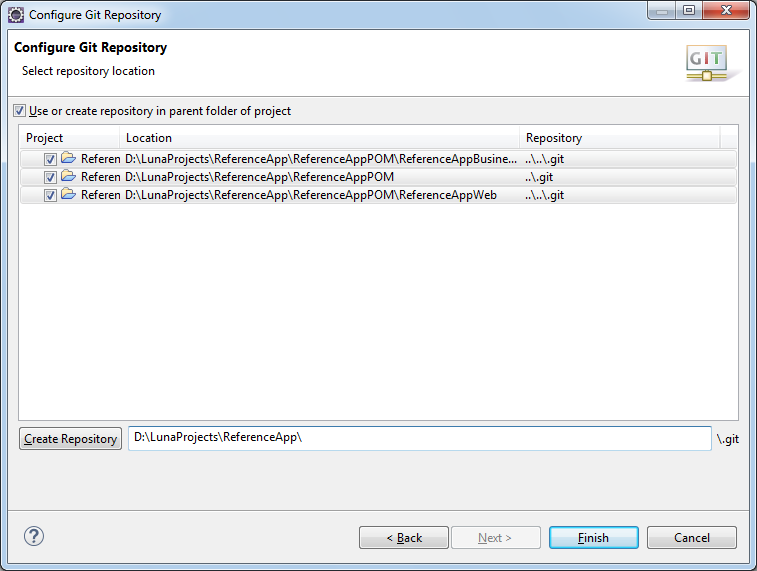 Configure Git Repository
Configure Git Repository
Select repository location
GIT
Use or create repository in parent folder of project
Project Location Repository
Referen D:\LunaProjects\ReferenceApp\ReferenceAppPOM\ReferenceAppBusine... ..\..\.git
Referen D:\LunaProjects\ReferenceApp\ReferenceAppPOM ..\.git
Referen D:\LunaProjects\ReferenceApp\ReferenceAppPOM\ReferenceAppWeb ..\..\.git
Create Repository D:\LunaProjects\ReferenceApp\ \.git
? < Back Next > Finish Cancel